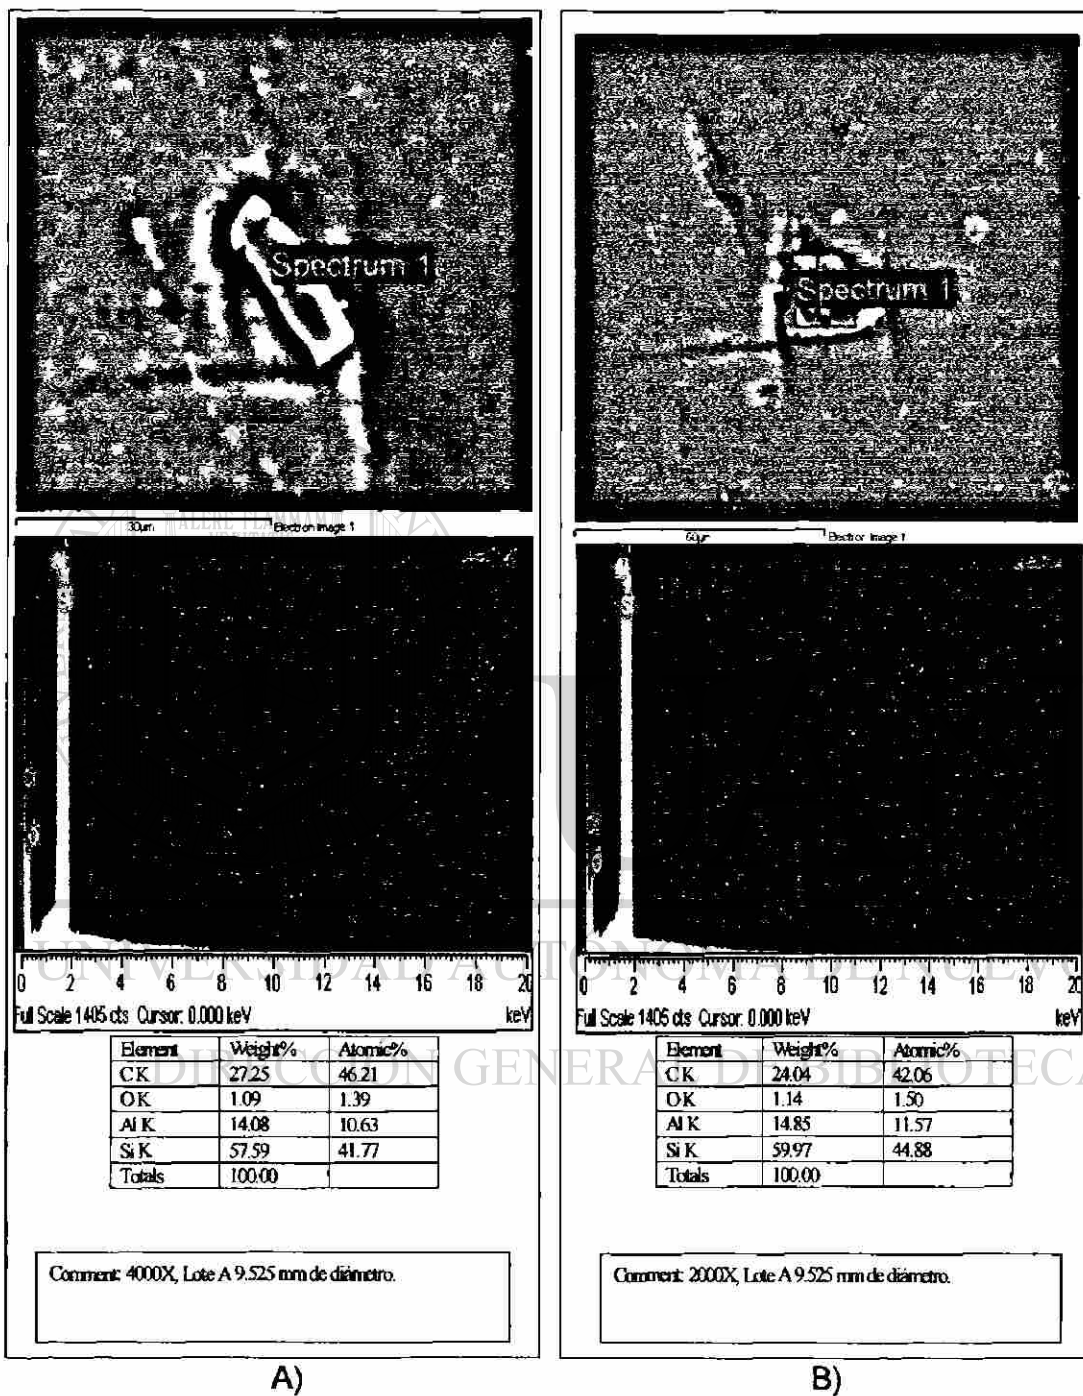 Spectrum 1
30µm
Electron Image 1
0 2 4 6 8 10 12 14 16 18 20
Full Scale 1405 cts Cursor: 0.000 keV
keV
Element Weight% Atomic%
C K 27.25 46.21
O K 1.09 1.39
Al K 14.08 10.63
Si K 57.59 41.77
Totals 100.00
Comment: 4000X, Lote A 9.525 mm de diámetro.
A)
Spectrum 1
60µm
Electron Image 1
0 2 4 6 8 10 12 14 16 18 20
Full Scale 1405 cts Cursor: 0.000 keV
keV
Element Weight% Atomic%
C K 24.04 42.06
O K 1.14 1.50
Al K 14.85 11.57
Si K 59.97 44.88
Totals 100.00
Comment: 2000X, Lote A 9.525 mm de diámetro.
B)
ALERE FLAMMAM
UNIVERSIDAD AUTÓNOMA DE NUEVO
DIRECCIÓN GENERAL DE BIBLIOTECA